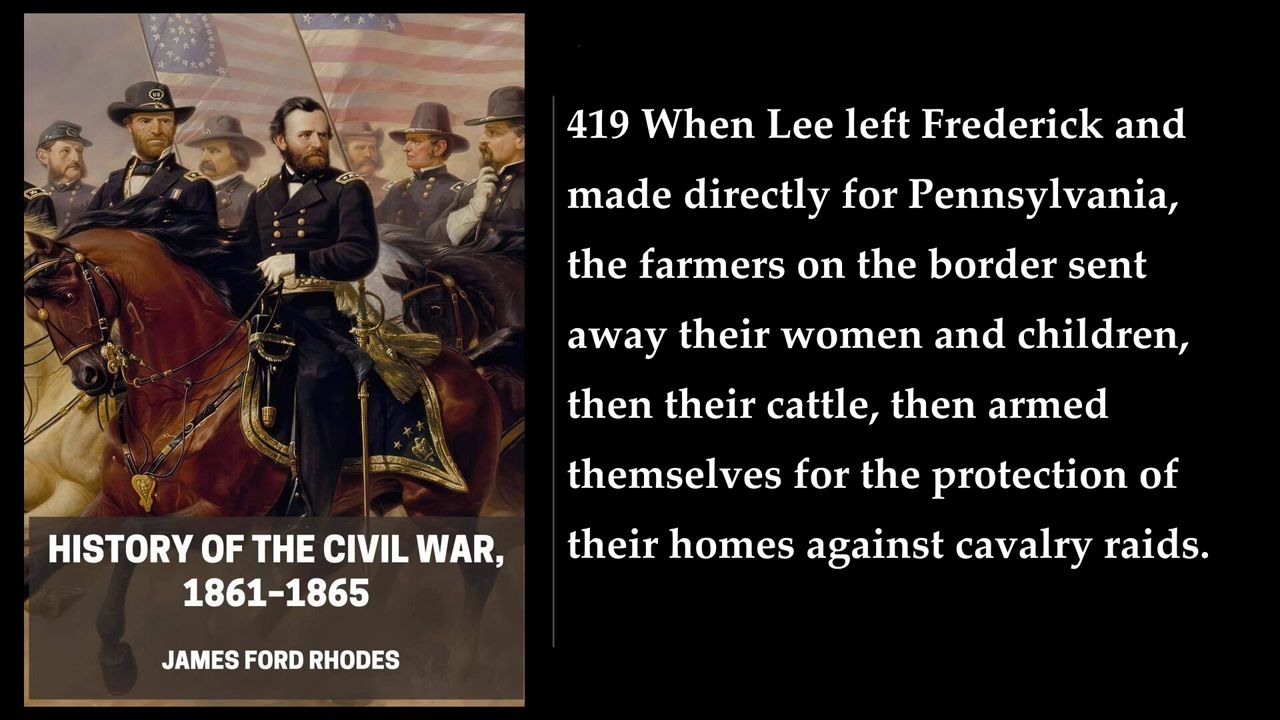 HISTORY OF THE CIVIL WAR,
1861–1865
JAMES FORD RHODES
419 When Lee left Frederick and
made directly for Pennsylvania,
the farmers on the border sent
away their women and children,
then their cattle, then armed
themselves for the protection of
their homes against cavalry raids.